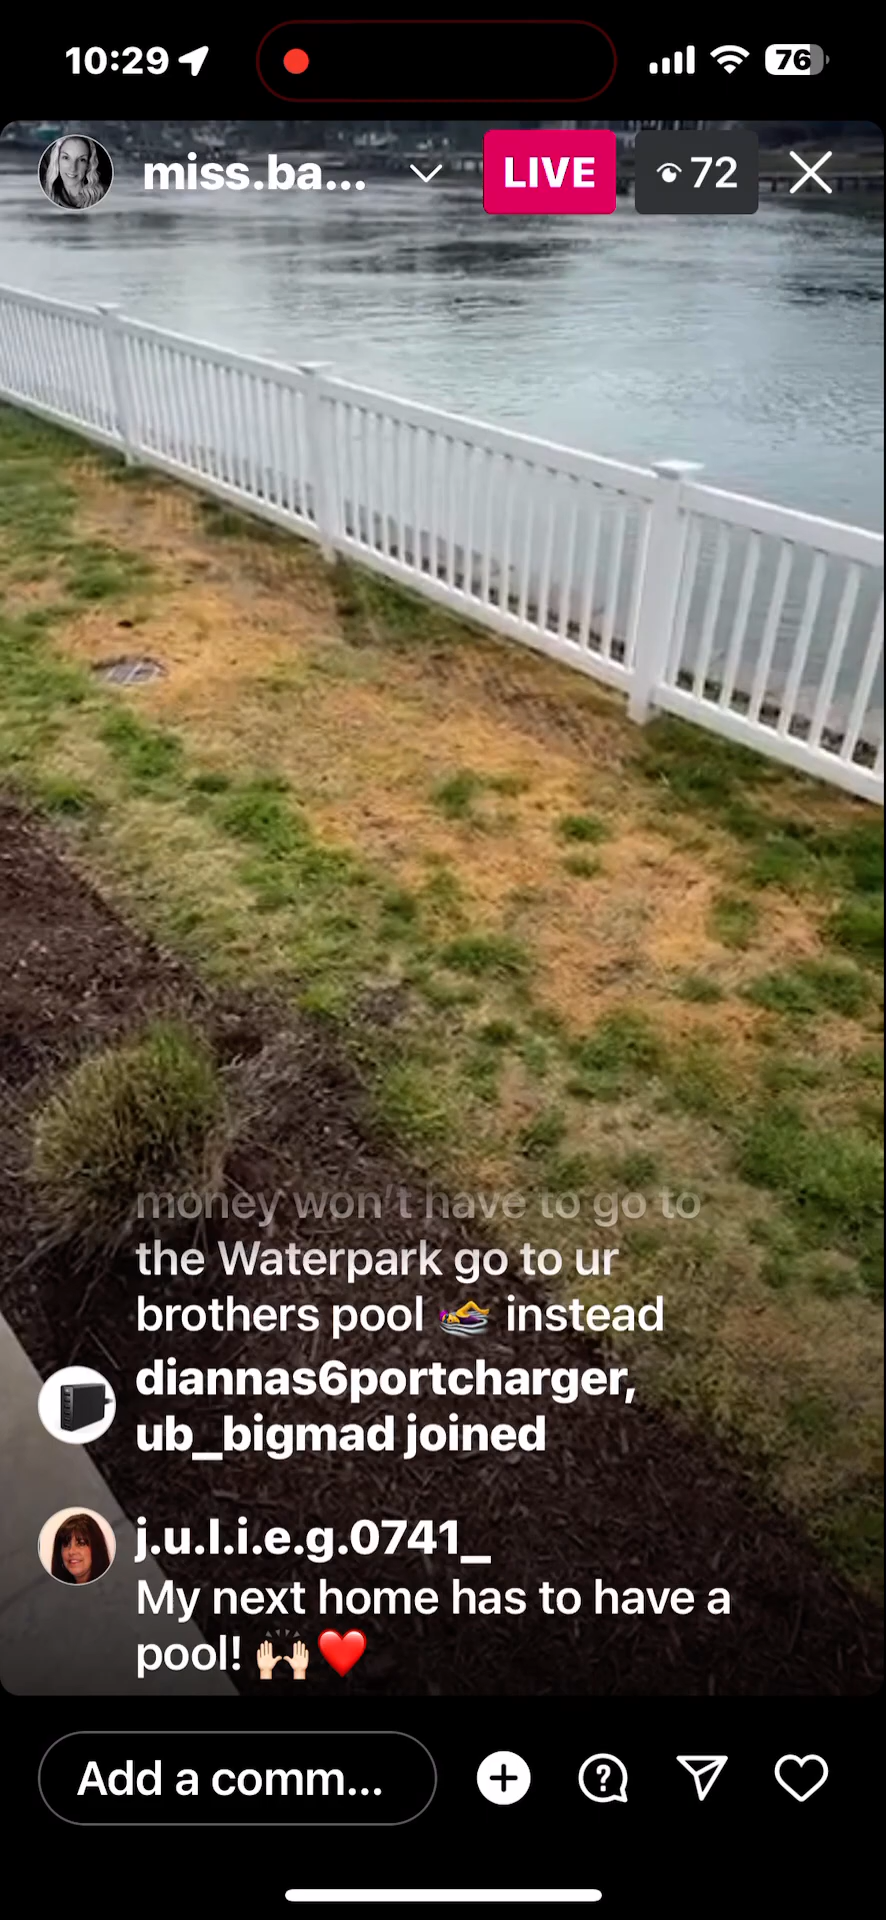 10:29
76
miss.ba...
LIVE
72
money won't have to go to
the Waterpark go to ur
brothers pool 🏊 instead
diannas6portcharger,
ub_bigmad joined
j.u.l.i.e.g.0741_
My next home has to have a
pool! 🙌🏻❤️
Add a comm...